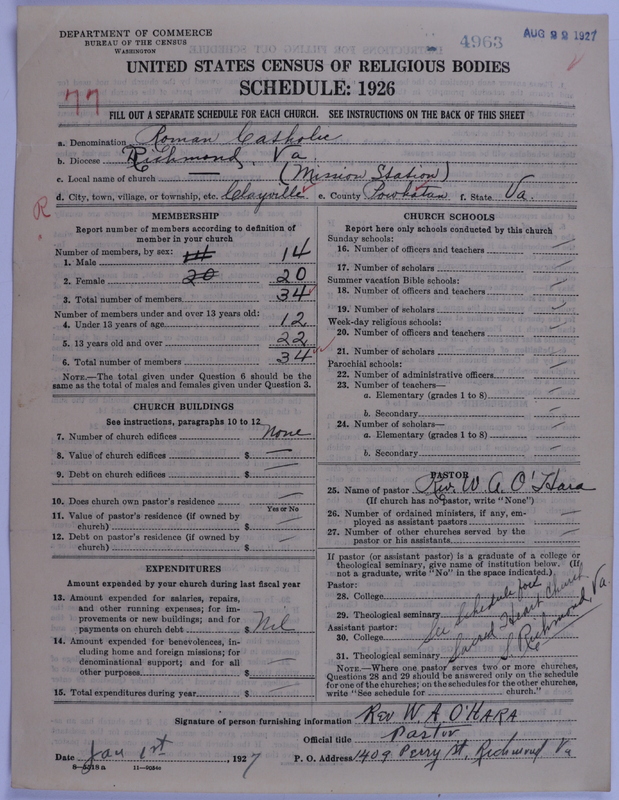 DEPARTMENT OF COMMERCE
BUREAU OF THE CENSUS
WASHINGTON
4963
AUG 22 1927
UNITED STATES CENSUS OF RELIGIOUS BODIES
SCHEDULE: 1926
77
FILL OUT A SEPARATE SCHEDULE FOR EACH CHURCH. SEE INSTRUCTIONS ON THE BACK OF THIS SHEET
a. Denomination Roman Catholic
b. Diocese Richmond, Va.
c. Local name of church (Mission Station)
R
d. City, town, village, or township, etc. Clayville e. County Powhatan f. State Va.
MEMBERSHIP
Report number of members according to definition of
member in your church
Number of members, by sex: 14
1. Male 14
2. Female 20 20
3. Total number of members 34
Number of members under and over 13 years old:
4. Under 13 years of age 12
5. 13 years old and over 22
6. Total number of members 34
NOTE.—The total given under Question 6 should be the
same as the total of males and females given under Question 3.
CHURCH BUILDINGS
See instructions, paragraphs 10 to 12
7. Number of church edifices None
8. Value of church edifices $ —
9. Debt on church edifices $ —
10. Does church own pastor's residence —
Yes or No
11. Value of pastor's residence (if owned by
church) $ —
12. Debt on pastor's residence (if owned by
church) $ —
EXPENDITURES
Amount expended by your church during last fiscal year
13. Amount expended for salaries, repairs,
and other running expenses; for im-
provements or new buildings; and for
payments on church debt $ Nil
14. Amount expended for benevolences, in-
cluding home and foreign missions; for
denominational support; and for all
other purposes $ —
15. Total expenditures during year $ —
CHURCH SCHOOLS
Report here only schools conducted by this church
Sunday schools:
16. Number of officers and teachers —
17. Number of scholars —
Summer vacation Bible schools:
18. Number of officers and teachers —
19. Number of scholars —
Week-day religious schools:
20. Number of officers and teachers —
21. Number of scholars —
Parochial schools:
22. Number of administrative officers —
23. Number of teachers—
a. Elementary (grades 1 to 8) —
b. Secondary —
24. Number of scholars—
a. Elementary (grades 1 to 8) —
b. Secondary —
PASTOR
25. Name of pastor Rev. W. A. O'Hara
(If church has no pastor, write "None")
26. Number of ordained ministers, if any, em-
ployed as assistant pastors —
27. Number of other churches served by the
pastor or his assistants —
If pastor (or assistant pastor) is a graduate of a college or
theological seminary, give name of institution below. (If
not a graduate, write "No" in the space indicated.)
Pastor:
28. College
29. Theological seminary
Assistant pastor:
30. College
31. Theological seminary
See Schedule for
Sacred Heart Church
S. Richmond, Va.
NOTE.—Where one pastor serves two or more churches,
Questions 28 and 29 should be answered only on the schedule
for one of the churches; on the schedules for the other churches,
write "See schedule for church."
Signature of person furnishing information Rev W. A. O'HARA
Official title Pastor
Date Jan 1st, 1927 P. O. Address 1409 Perry St, Richmond Va